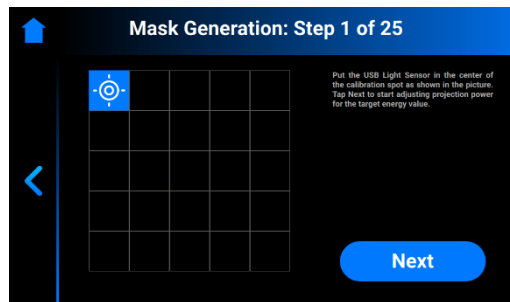 Mask Generation: Step 1 of 25
Put the USB Light Sensor in the center of
the calibration spot as shown in the picture.
Tap Next to start adjusting projection power
for the target energy value.
Next